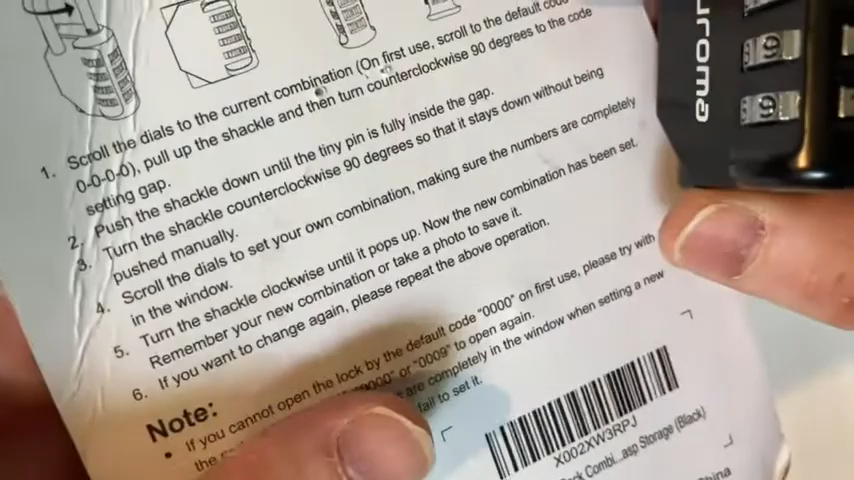 1. Scroll the dials to the current combination (On first use, scroll to the default code
0-0-0-0), pull up the shackle and then turn counterclockwise 90 degrees to the code
setting gap.
2. Push the shackle down until the tiny pin is fully inside the gap.
3. Turn the shackle counterclockwise 90 degrees so that it stays down without being
pushed manually.
4. Scroll the dials to set your own combination, making sure the numbers are completely
in the window.
5. Turn the shackle clockwise until it pops up. Now the new combination has been set.
Remember your new combination or take a photo to save it.
6. If you want to change again, please repeat the above operation.
Note:
• If you cannot open the lock by the default code "0000" on first use, please try with
the or "0009" to open again.
are completely in the window when setting a new
fail to set it.
X002XW3RPJ
Combi...asp Storage (Black)
China